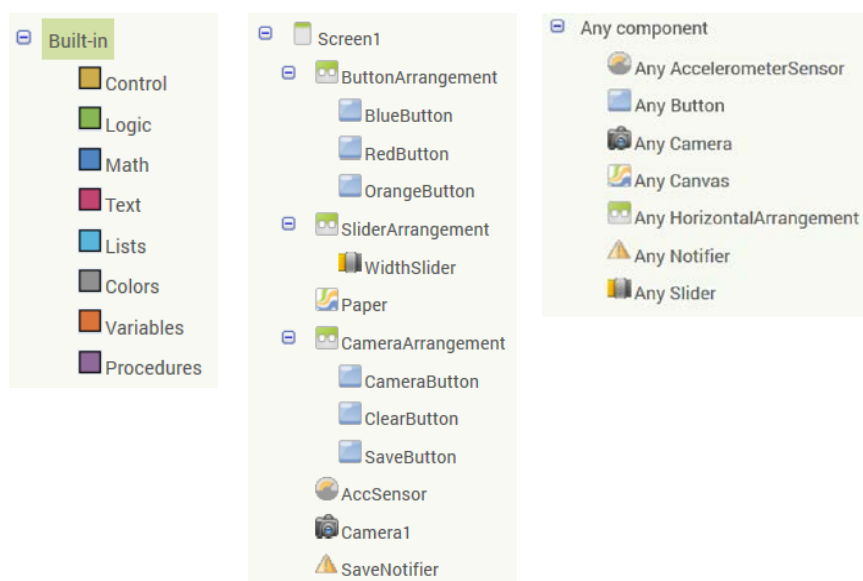 Built-in
Control
Logic
Math
Text
Lists
Colors
Variables
Procedures
Screen1
ButtonArrangement
BlueButton
RedButton
OrangeButton
SliderArrangement
WidthSlider
Paper
CameraArrangement
CameraButton
ClearButton
SaveButton
AccSensor
Camera1
SaveNotifier
Any component
Any AccelerometerSensor
Any Button
Any Camera
Any Canvas
Any HorizontalArrangement
Any Notifier
Any Slider